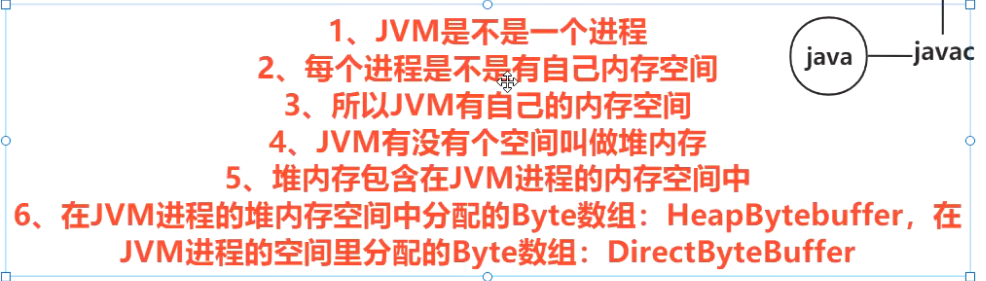 1、JVM是不是一个进程
2、每个进程是不是有自己内存空间
3、所以JVM有自己的内存空间
4、JVM有没有个空间叫做堆内存
5、堆内存包含在JVM进程的内存空间中
6、在JVM进程的堆内存空间中分配的Byte数组：HeapBytebuffer，在
JVM进程的空间里分配的Byte数组：DirectByteBuffer
java
javac